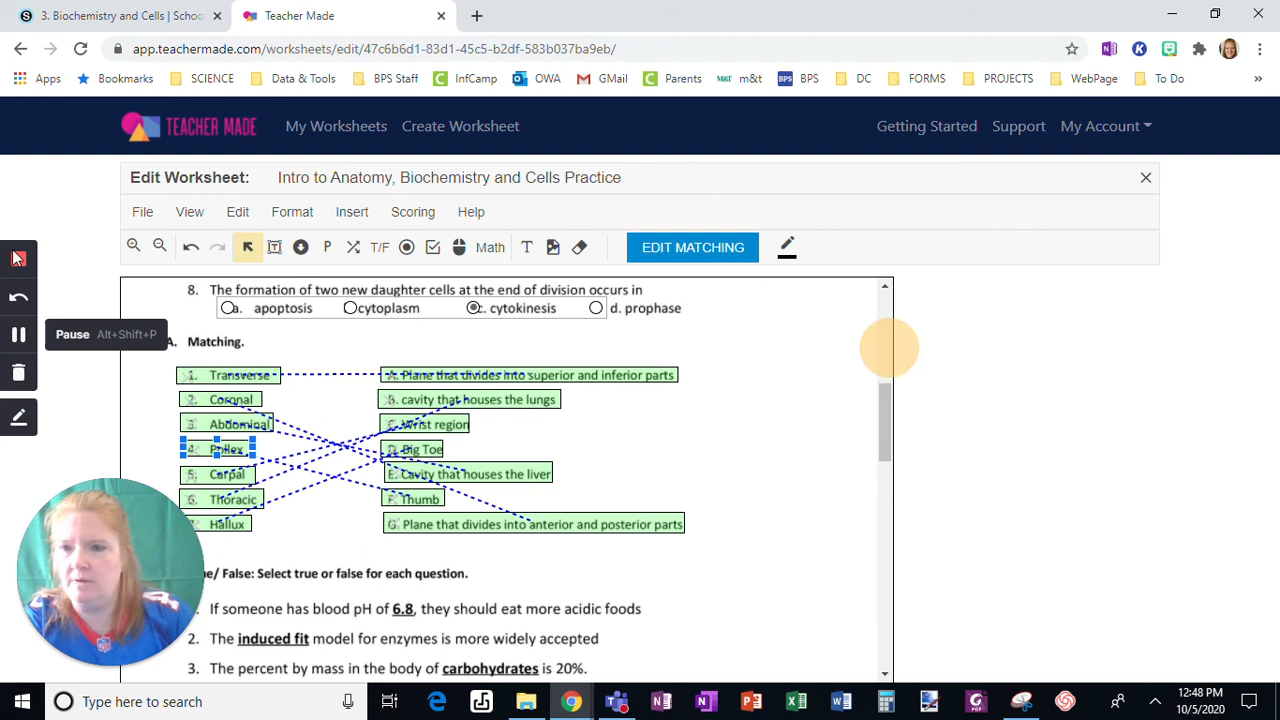 3. Biochemistry and Cells | Schoo
Teacher Made
app.teachermade.com/worksheets/edit/47c6b6d1-83d1-45c5-b2df-583b037ba9eb/
Apps Bookmarks SCIENCE Data & Tools BPS Staff InfCamp OWA GMail Parents M&T m&t BPS BPS DC FORMS PROJECTS WebPage To Do
TEACHER MADE My Worksheets Create Worksheet Getting Started Support My Account
Edit Worksheet: Intro to Anatomy, Biochemistry and Cells Practice
File View Edit Format Insert Scoring Help
P T/F Math T EDIT MATCHING
8. The formation of two new daughter cells at the end of division occurs in
a. apoptosis cytoplasm c. cytokinesis d. prophase
Pause Alt+Shift+P
A. Matching.
1. Transverse A. Plane that divides into superior and inferior parts
2. Coronal B. cavity that houses the lungs
3. Abdominal C. Wrist region
4. Pollex D. Big Toe
5. Carpal E. Cavity that houses the liver
6. Thoracic F. Thumb
7. Hallux G. Plane that divides into anterior and posterior parts
ue/ False: Select true or false for each question.
If someone has blood pH of 6.8, they should eat more acidic foods
2. The induced fit model for enzymes is more widely accepted
3. The percent by mass in the body of carbohydrates is 20%.
Type here to search
12:48 PM
10/5/2020